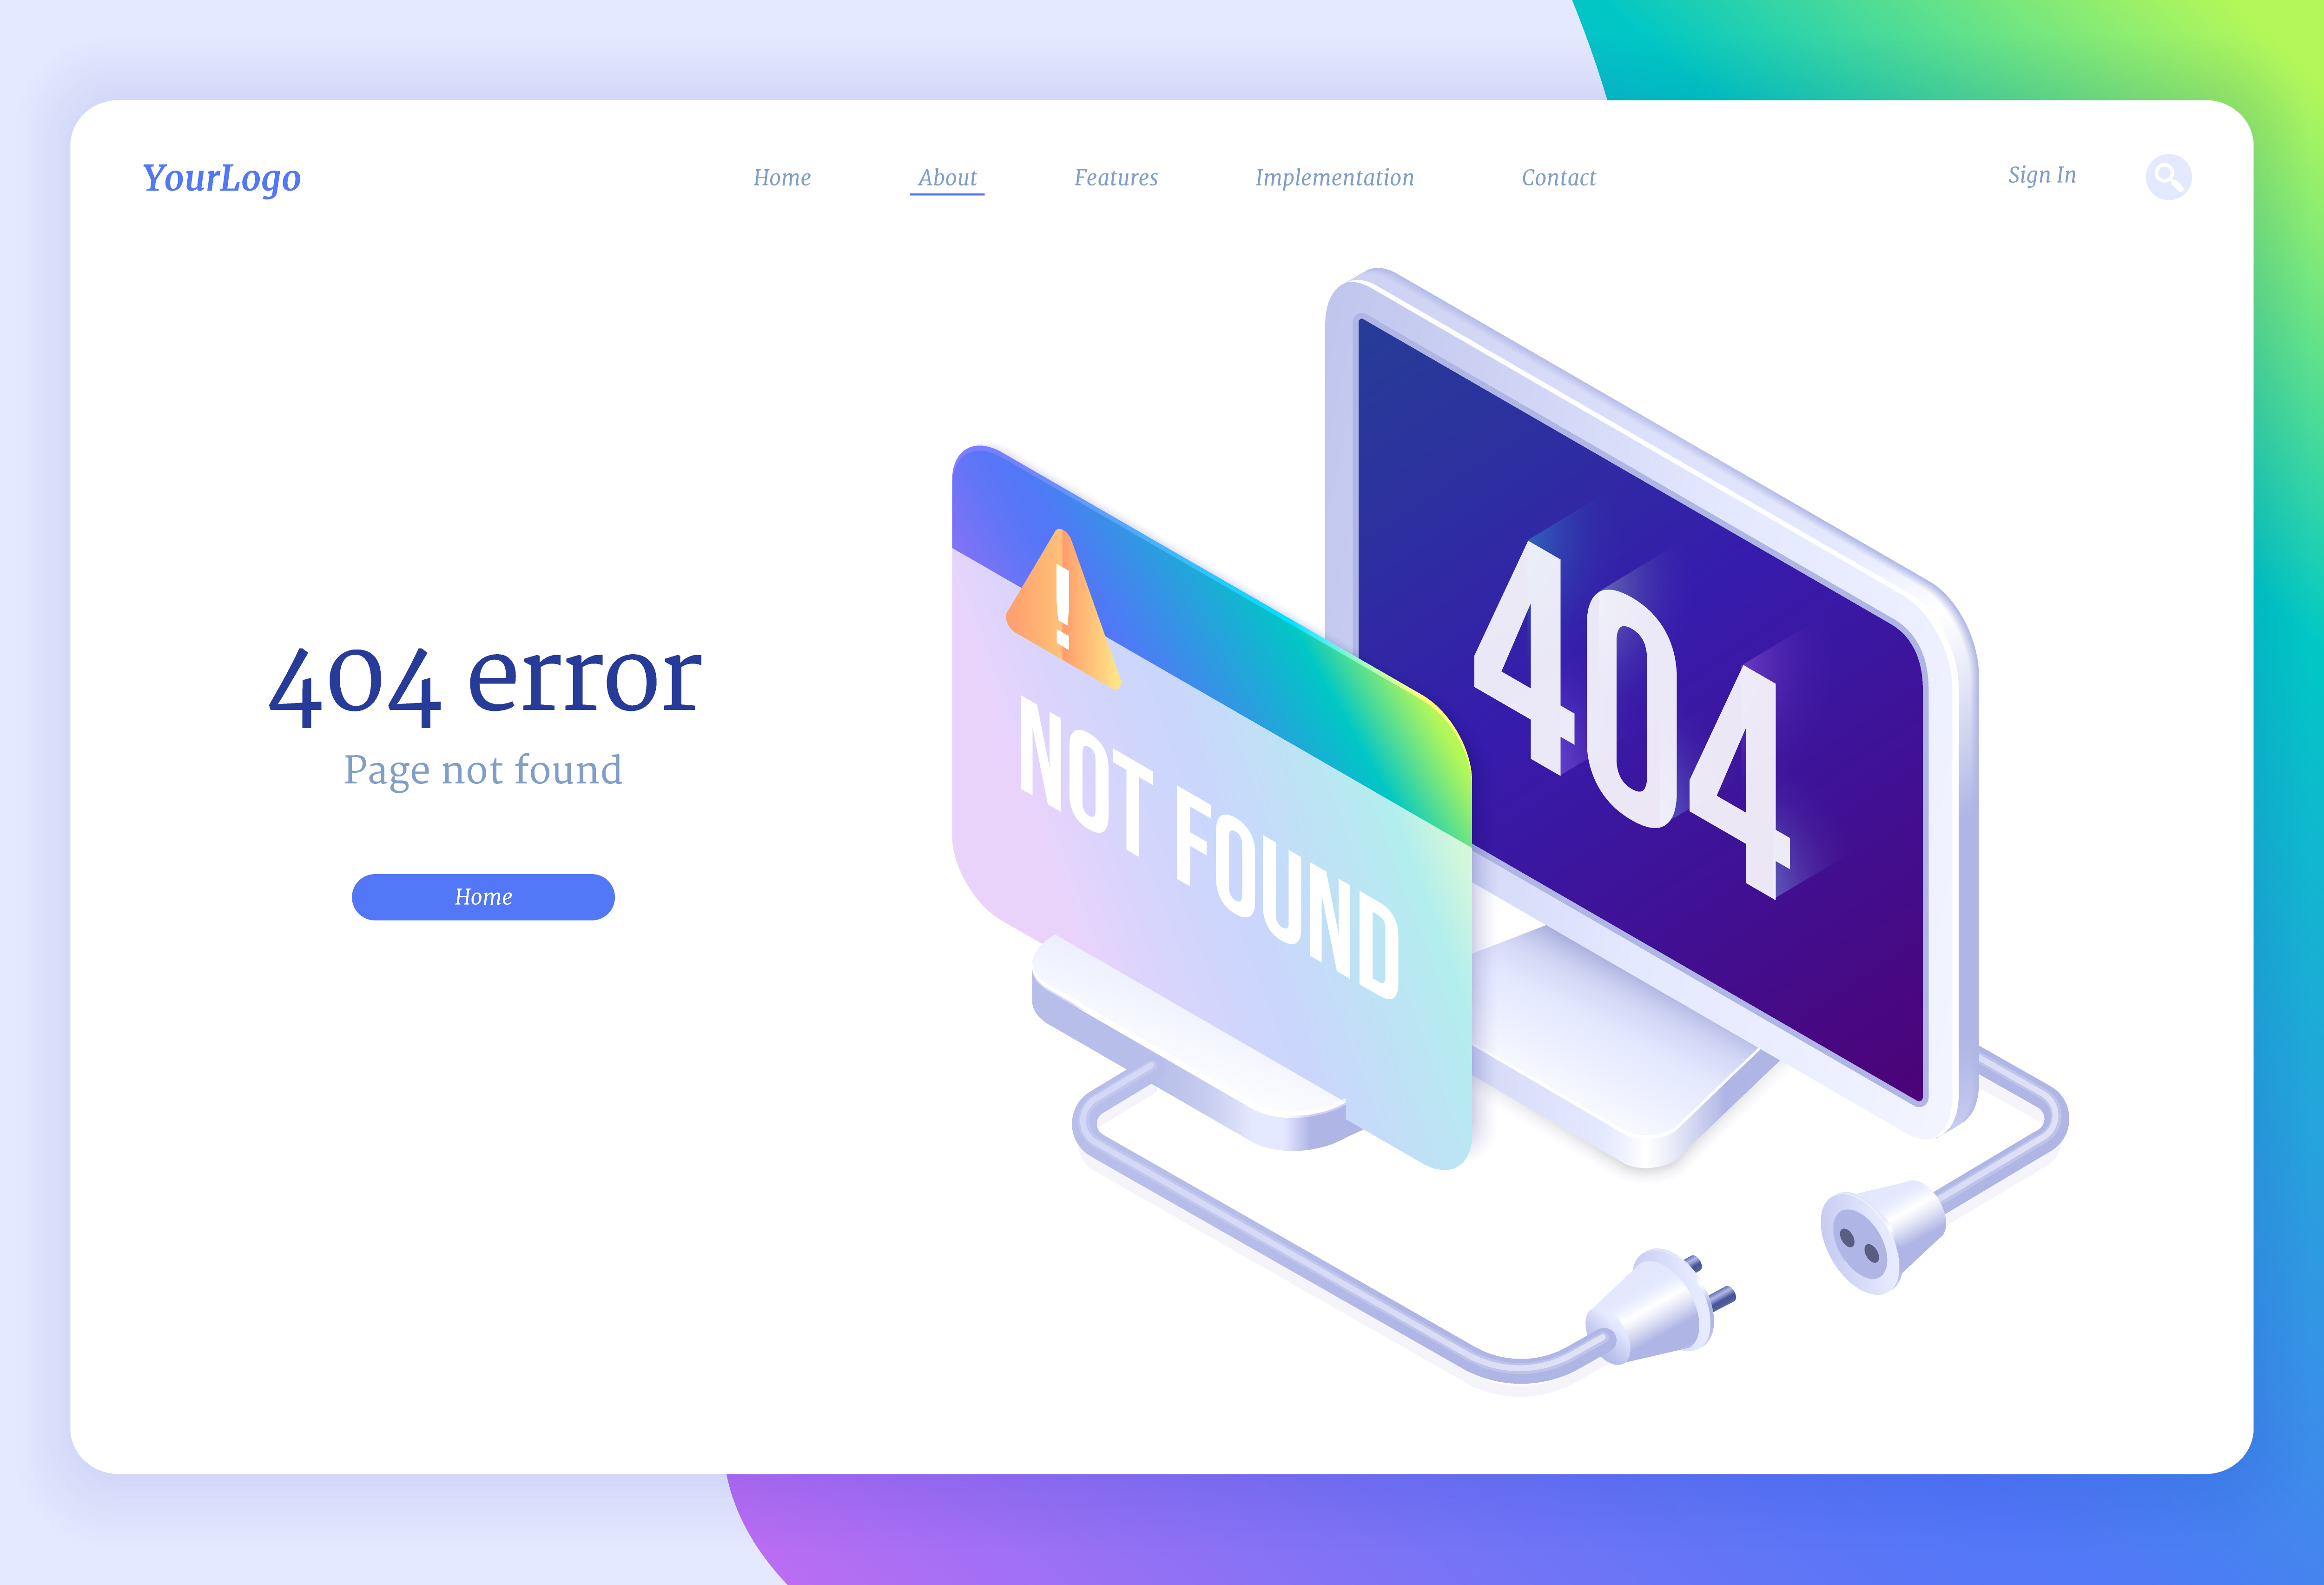 YourLogo
Home About Features Implementation Contact
Sign In
404 error
Page not found
Home
!
NOT FOUND
404